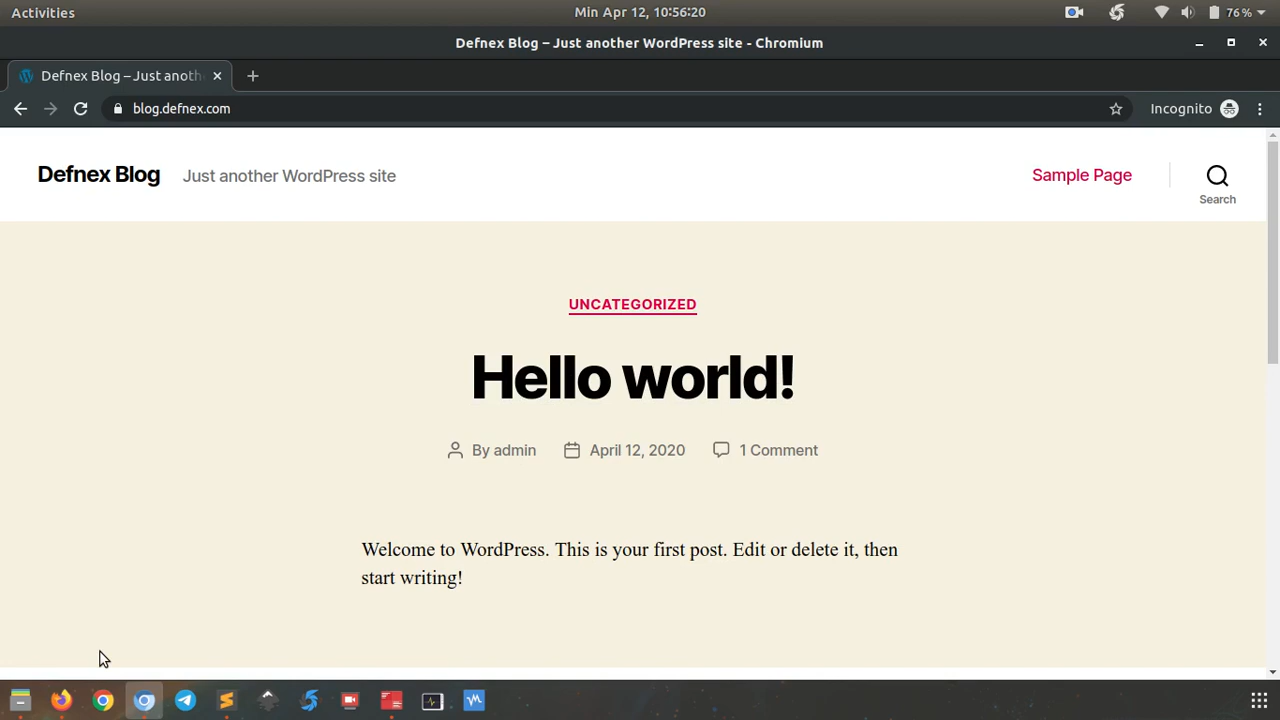 Activities
Min Apr 12, 10:56:20
76%
Defnex Blog – Just another WordPress site - Chromium
Defnex Blog – Just anoth
blog.defnex.com
Incognito
Defnex Blog
Just another WordPress site
Sample Page
Search
UNCATEGORIZED
Hello world!
By admin
April 12, 2020
1 Comment
Welcome to WordPress. This is your first post. Edit or delete it, then
start writing!